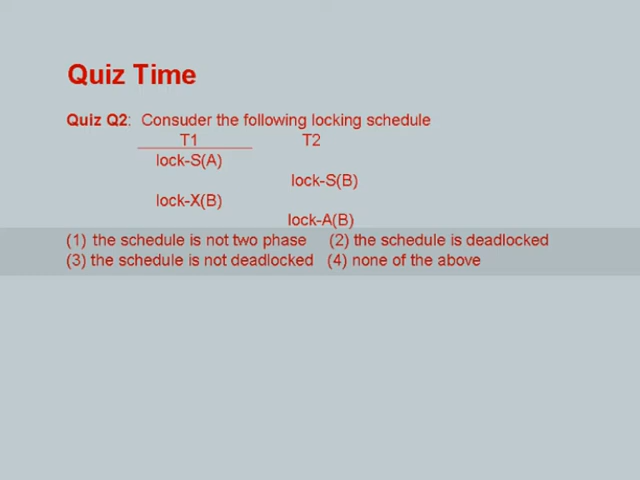 Quiz Time
Quiz Q2: Consuder the following locking schedule
T1 T2
lock-S(A)
lock-S(B)
lock-X(B)
lock-A(B)
(1) the schedule is not two phase (2) the schedule is deadlocked
(3) the schedule is not deadlocked (4) none of the above